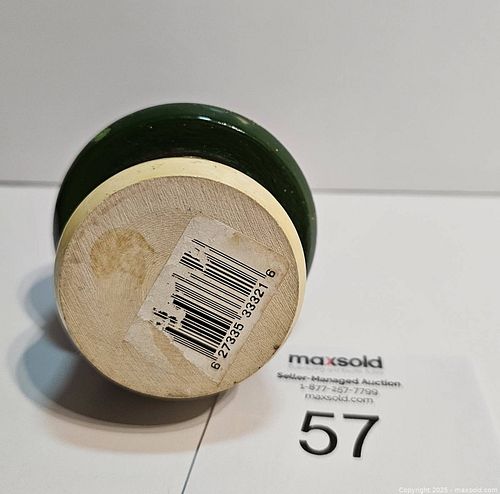 6 27335 33321 6
maxsold
Seller-Managed Auction
1-877-257-7799
maxsold.com
57
Copyright 2025 - maxsold.com